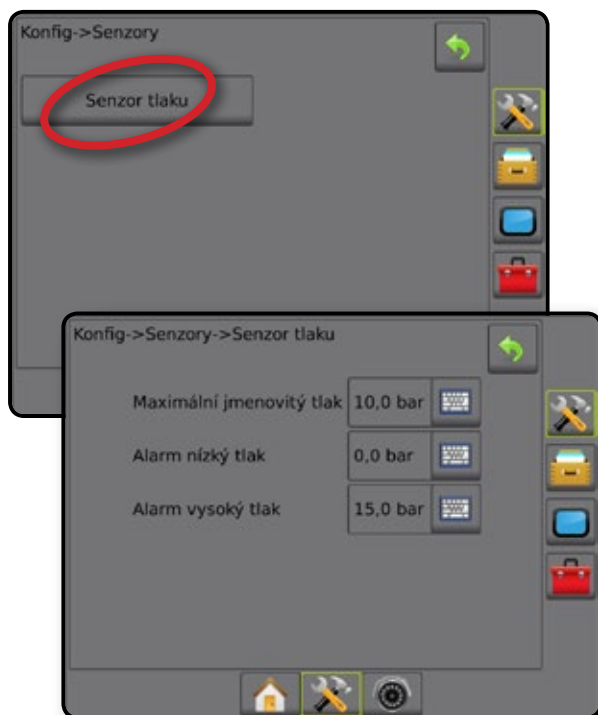 Konfig->Senzory
Senzor tlaku
Konfig->Senzory->Senzor tlaku
Maximální jmenovitý tlak 10,0 bar
Alarm nízký tlak 0,0 bar
Alarm vysoký tlak 15,0 bar